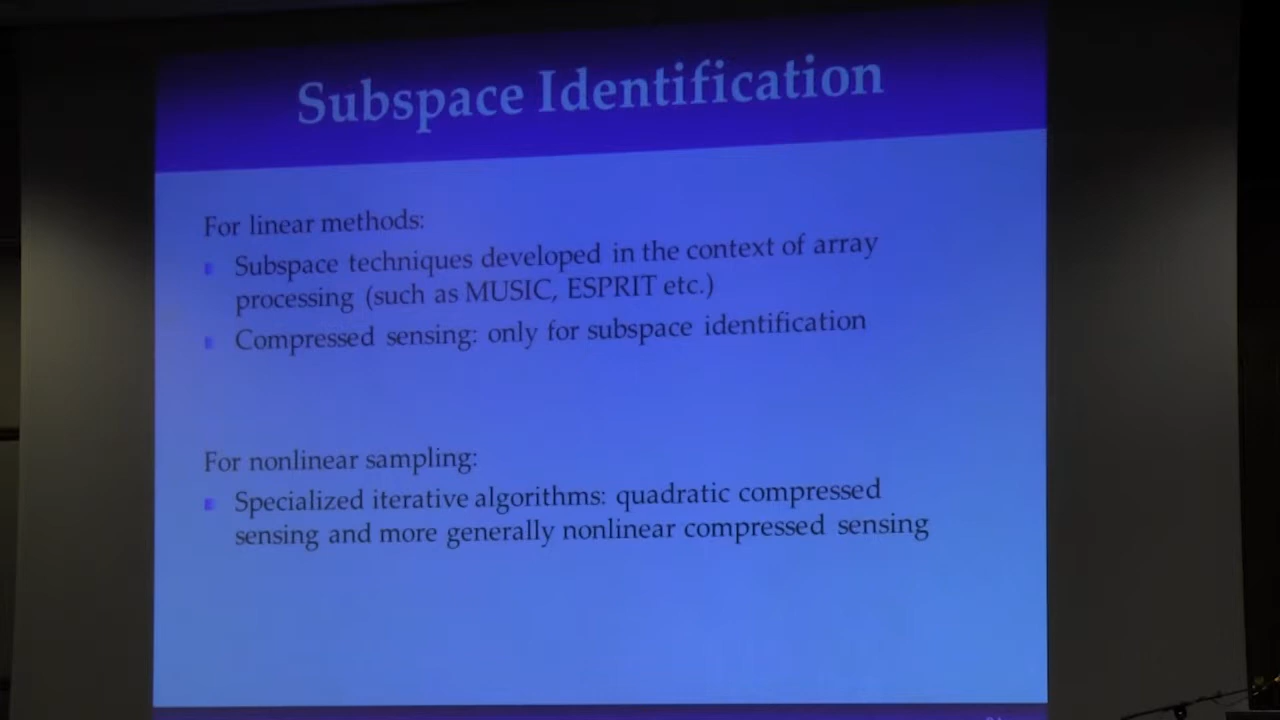 Subspace Identification
For linear methods:
Subspace techniques developed in the context of array
processing (such as MUSIC, ESPRIT etc.)
Compressed sensing: only for subspace identification
For nonlinear sampling:
Specialized iterative algorithms: quadratic compressed
sensing and more generally nonlinear compressed sensing